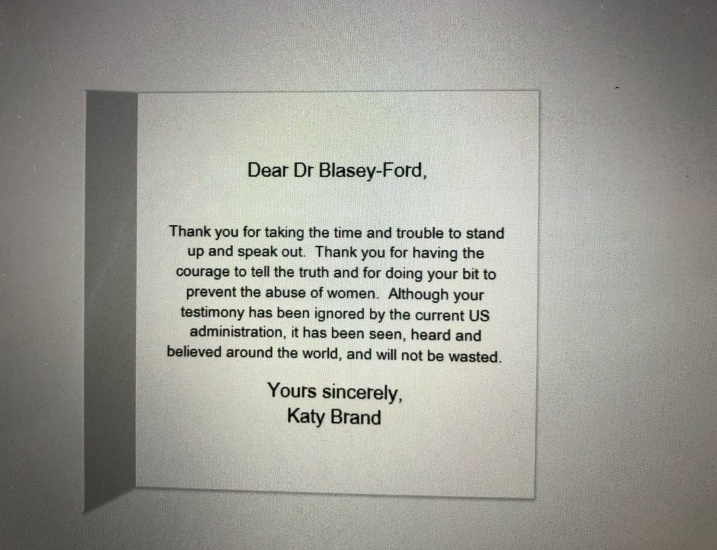 Dear Dr Blasey-Ford,
Thank you for taking the time and trouble to stand
up and speak out.  Thank you for having the
courage to tell the truth and for doing your bit to
prevent the abuse of women.  Although your
testimony has been ignored by the current US
administration, it has been seen, heard and
believed around the world, and will not be wasted.
Yours sincerely,
Katy Brand